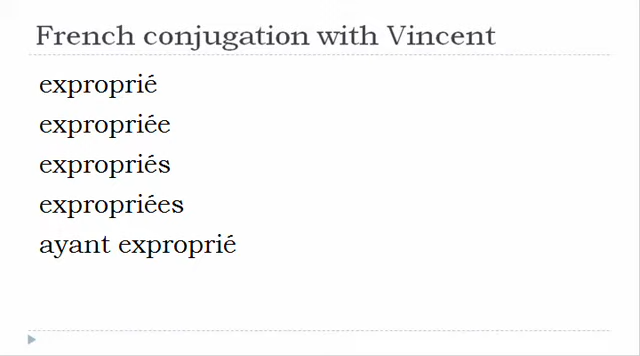 French conjugation with Vincent
exproprié
expropriée
expropriés
expropriées
ayant exproprié